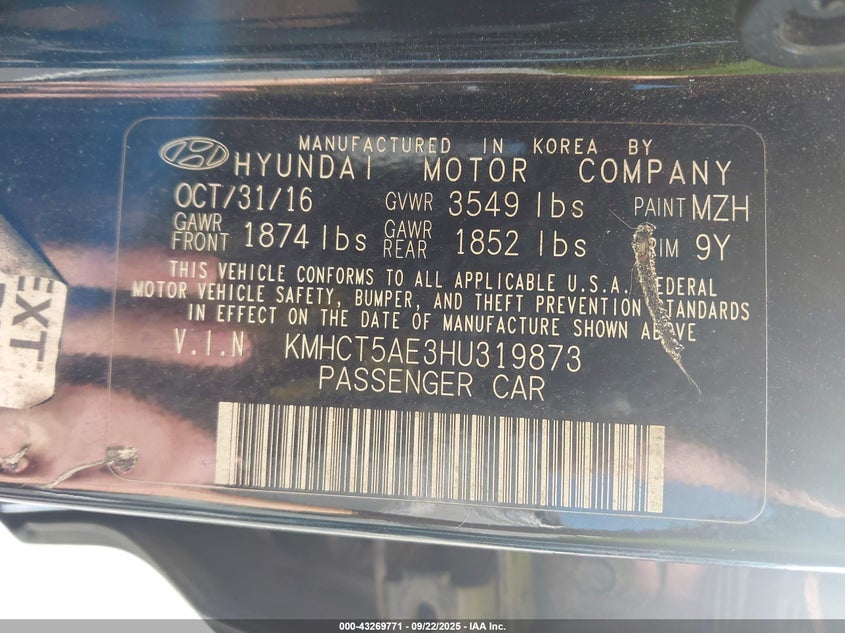 MANUFACTURED IN KOREA BY
HYUNDAI MOTOR COMPANY
OCT/31/16 GVWR 3549 lbs PAINT MZH
GAWR FRONT 1874 lbs GAWR REAR 1852 lbs 9Y
THIS VEHICLE CONFORMS TO ALL APPLICABLE U.S.A. FEDERAL
MOTOR VEHICLE SAFETY, BUMPER, AND THEFT PREVENTION STANDARDS
IN EFFECT ON THE DATE OF MANUFACTURE SHOWN ABOVE
V.I.N KMHCT5AE3HU319873
PASSENGER CAR
EXT
000-43269771 - 09/22/2025 - IAA Inc.